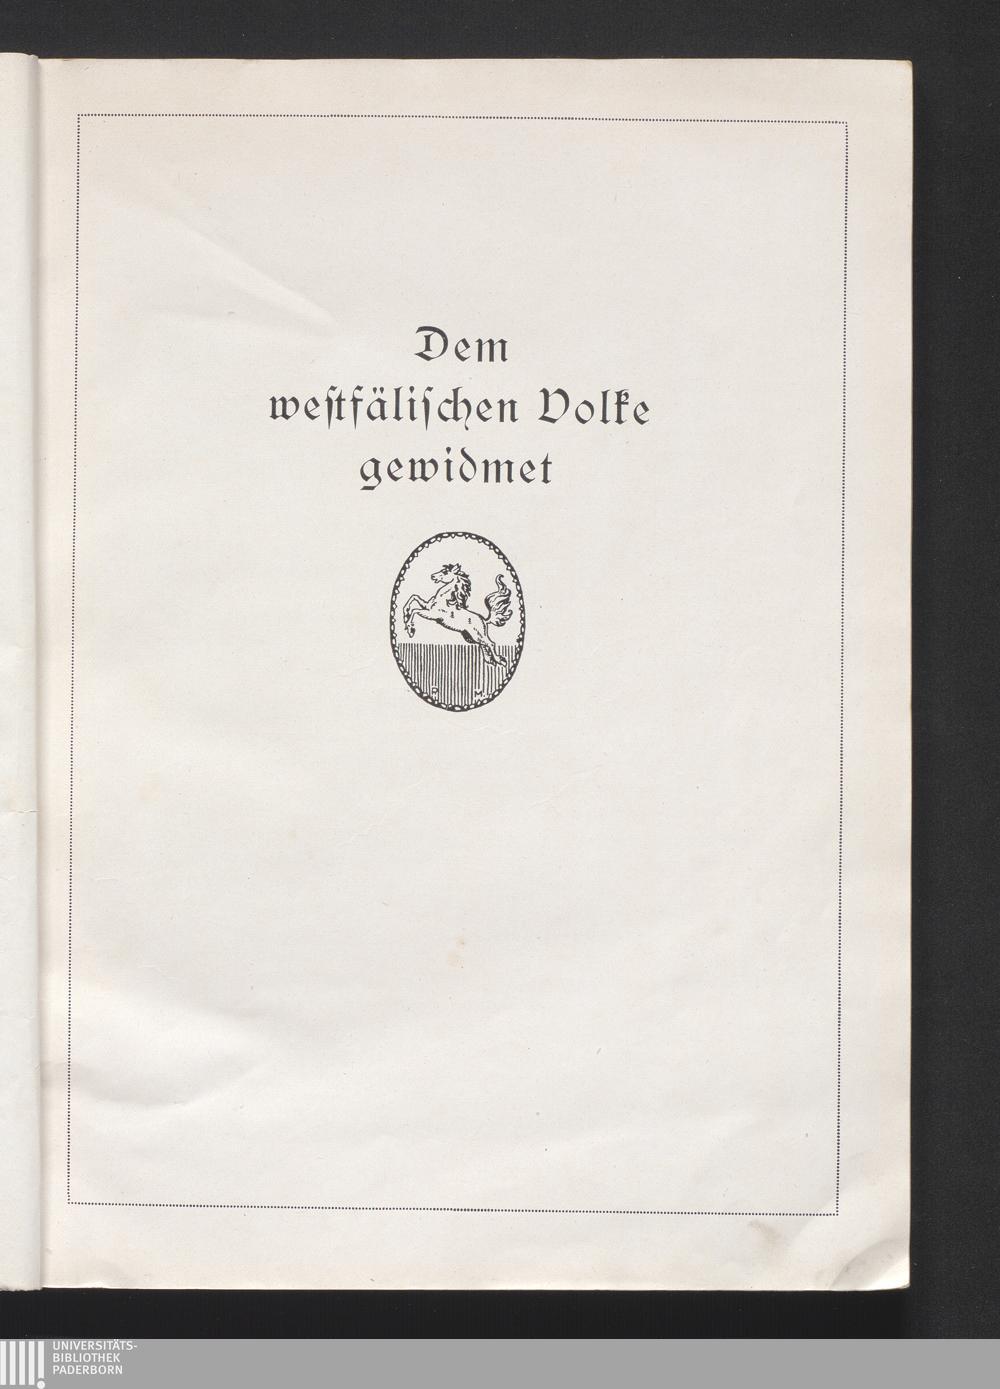 Dem
westfälischen Volke
gewidmet
P. M.
UNIVERSITÄTS-
BIBLIOTHEK
PADERBORN